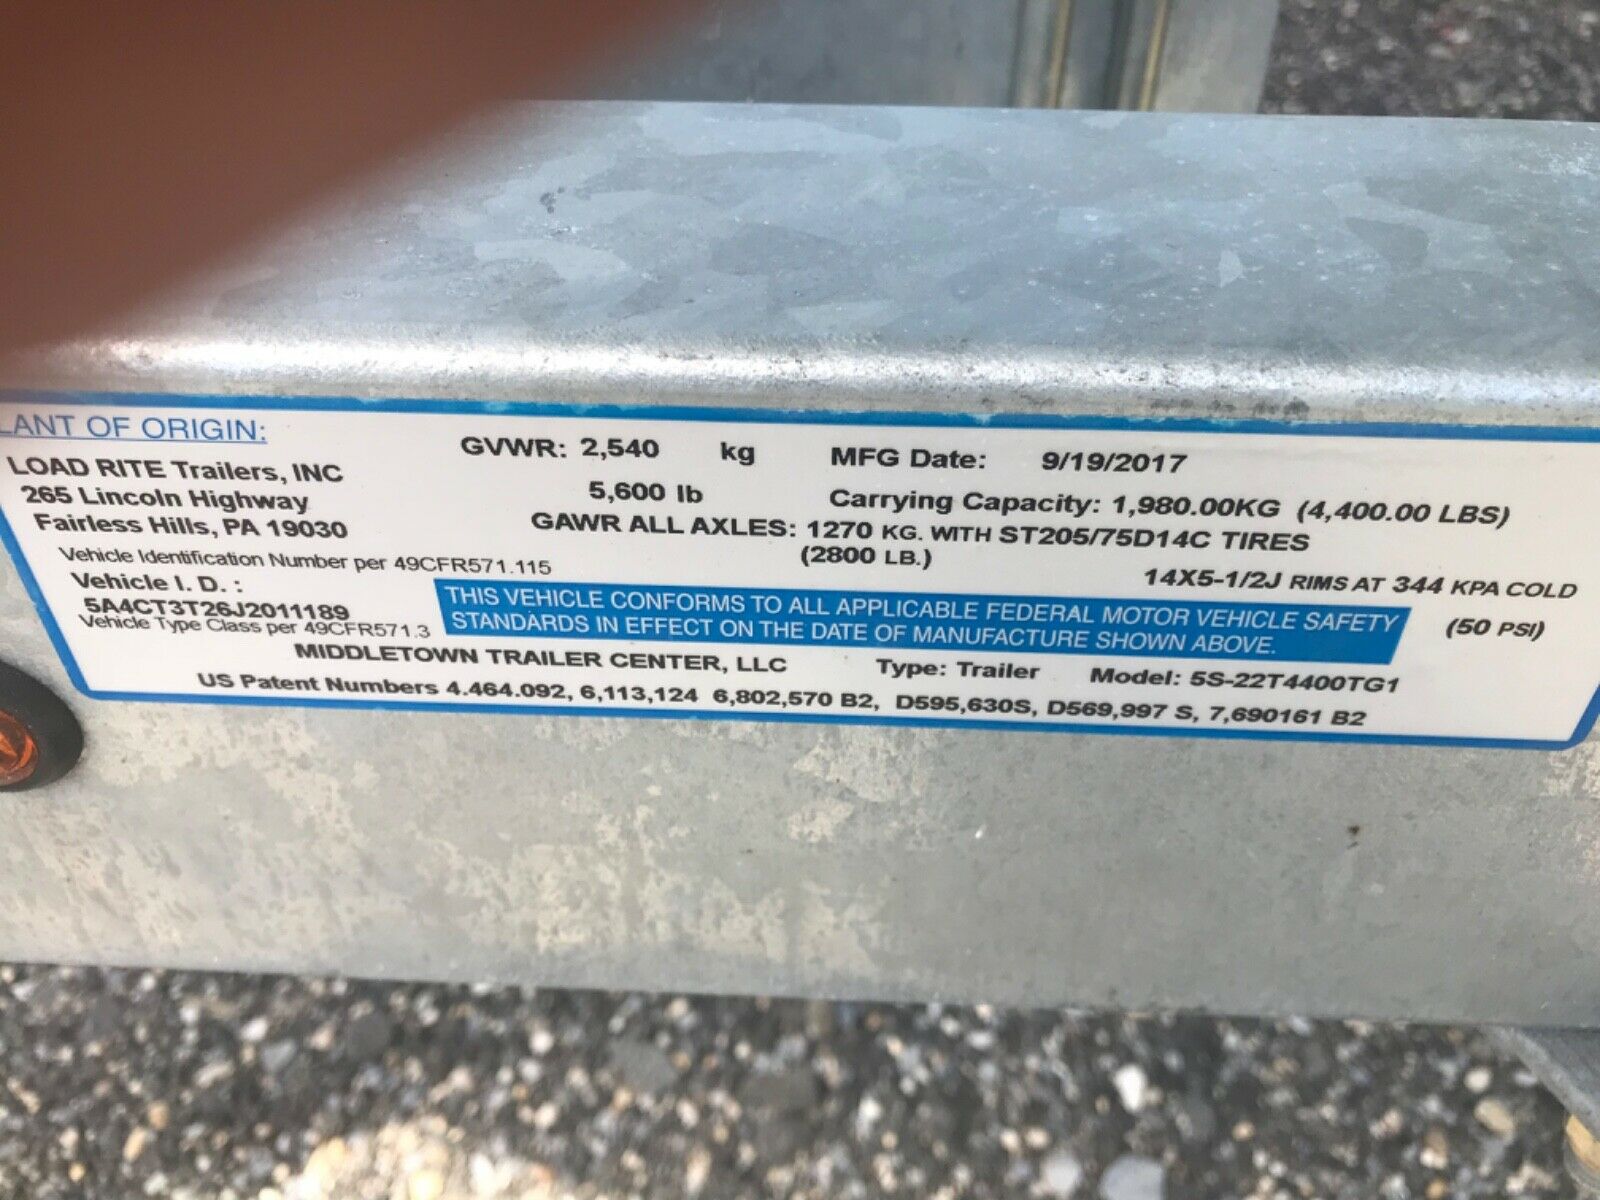 LANT OF ORIGIN:
LOAD RITE Trailers, INC
265 Lincoln Highway
Fairless Hills, PA 19030
GVWR: 2,540 kg
5,600 lb
MFG Date: 9/19/2017
Carrying Capacity: 1,980.00KG (4,400.00 LBS)
GAWR ALL AXLES: 1270 KG. WITH ST205/75D14C TIRES
(2800 LB.)
14X5-1/2J RIMS AT 344 KPA COLD
(50 PSI)
Vehicle Identification Number per 49CFR571.115
Vehicle I. D. :
5A4CT3T26J2011189
Vehicle Type Class per 49CFR571.3
THIS VEHICLE CONFORMS TO ALL APPLICABLE FEDERAL MOTOR VEHICLE SAFETY
STANDARDS IN EFFECT ON THE DATE OF MANUFACTURE SHOWN ABOVE.
MIDDLETOWN TRAILER CENTER, LLC Type: Trailer Model: 5S-22T4400TG1
US Patent Numbers 4.464.092, 6,113,124 6,802,570 B2, D595,630S, D569,997 S, 7,690161 B2